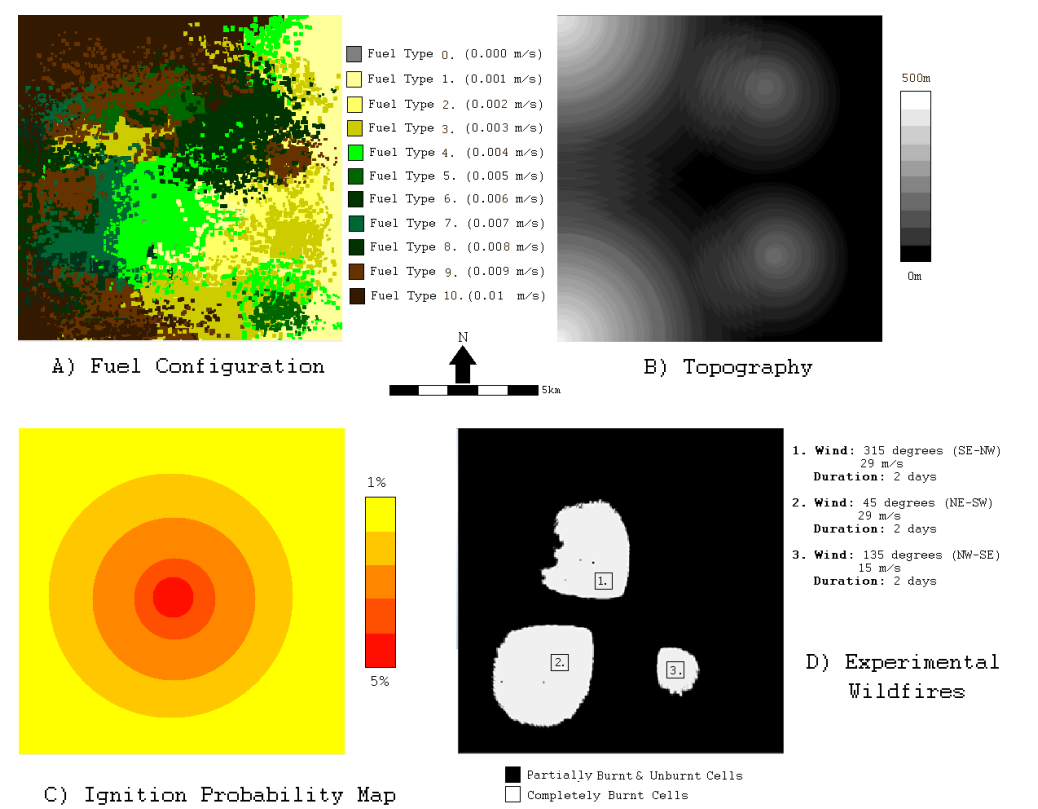 Fuel Type 0. (0.000 m/s)
Fuel Type 1. (0.001 m/s)
Fuel Type 2. (0.002 m/s)
Fuel Type 3. (0.003 m/s)
Fuel Type 4. (0.004 m/s)
Fuel Type 5. (0.005 m/s)
Fuel Type 6. (0.006 m/s)
Fuel Type 7. (0.007 m/s)
Fuel Type 8. (0.008 m/s)
Fuel Type 9. (0.009 m/s)
Fuel Type 10. (0.01 m/s)
A) Fuel Configuration
500m
0m
B) Topography
N
5km
1%
5%
C) Ignition Probability Map
1.
2.
3.
1. Wind: 315 degrees (SE-NW)
29 m/s
Duration: 2 days
2. Wind: 45 degrees (NE-SW)
29 m/s
Duration: 2 days
3. Wind: 135 degrees (NW-SE)
15 m/s
Duration: 2 days
D) Experimental
Wildfires
Partially Burnt & Unburnt Cells
Completely Burnt Cells